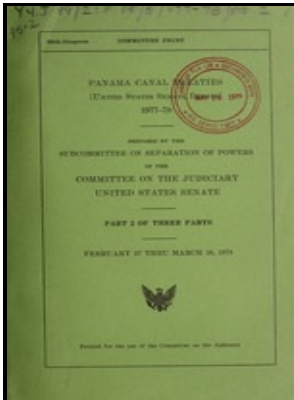 COMMITTEE PRINT
PANAMA CANAL TREATIES
[UNITED STATES SENATE DEBATE]
1977-78
PREPARED BY THE
SUBCOMMITTEE ON SEPARATION OF POWERS
OF THE
COMMITTEE ON THE JUDICIARY
UNITED STATES SENATE
PART 2 OF THREE PARTS
FEBRUARY 27 THRU MARCH 16, 1978
Printed for the use of the Committee on the Judiciary